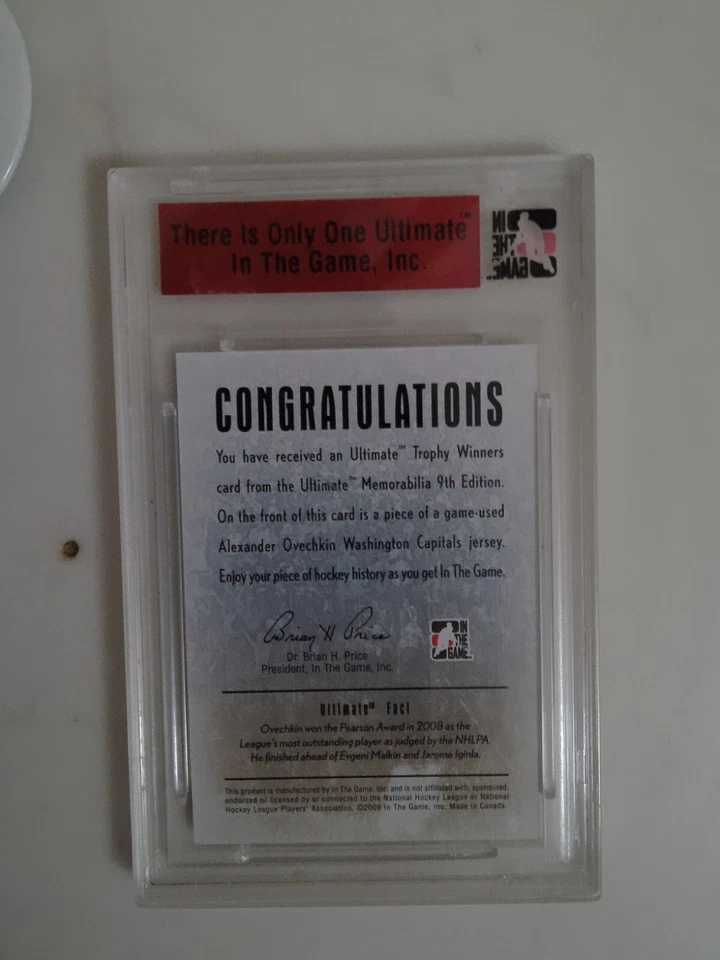 There is Only One Ultimate™
In The Game, Inc.
IN
THE
GAME
CONGRATULATIONS
You have received an Ultimate™ Trophy Winners
card from the Ultimate™ Memorabilia 9th Edition.
On the front of this card is a piece of a game-used
Alexander Ovechkin Washington Capitals jersey.
Enjoy your piece of hockey history as you get In The Game.
Brian H Price
Dr. Brian H. Price
President, In The Game, Inc.
IN
THE
GAME
Ultimate™ Fact
Ovechkin won the Pearson Award in 2008 as the
League's most outstanding player as judged by the NHLPA.
He finished ahead of Evgeni Malkin and Jarome Iginla.
This product is manufactured by In The Game, Inc. and is not affiliated with, sponsored,
endorsed or licensed by or connected to the National Hockey League or National
Hockey League Players' Association. ©2009 In The Game, Inc. Made in Canada